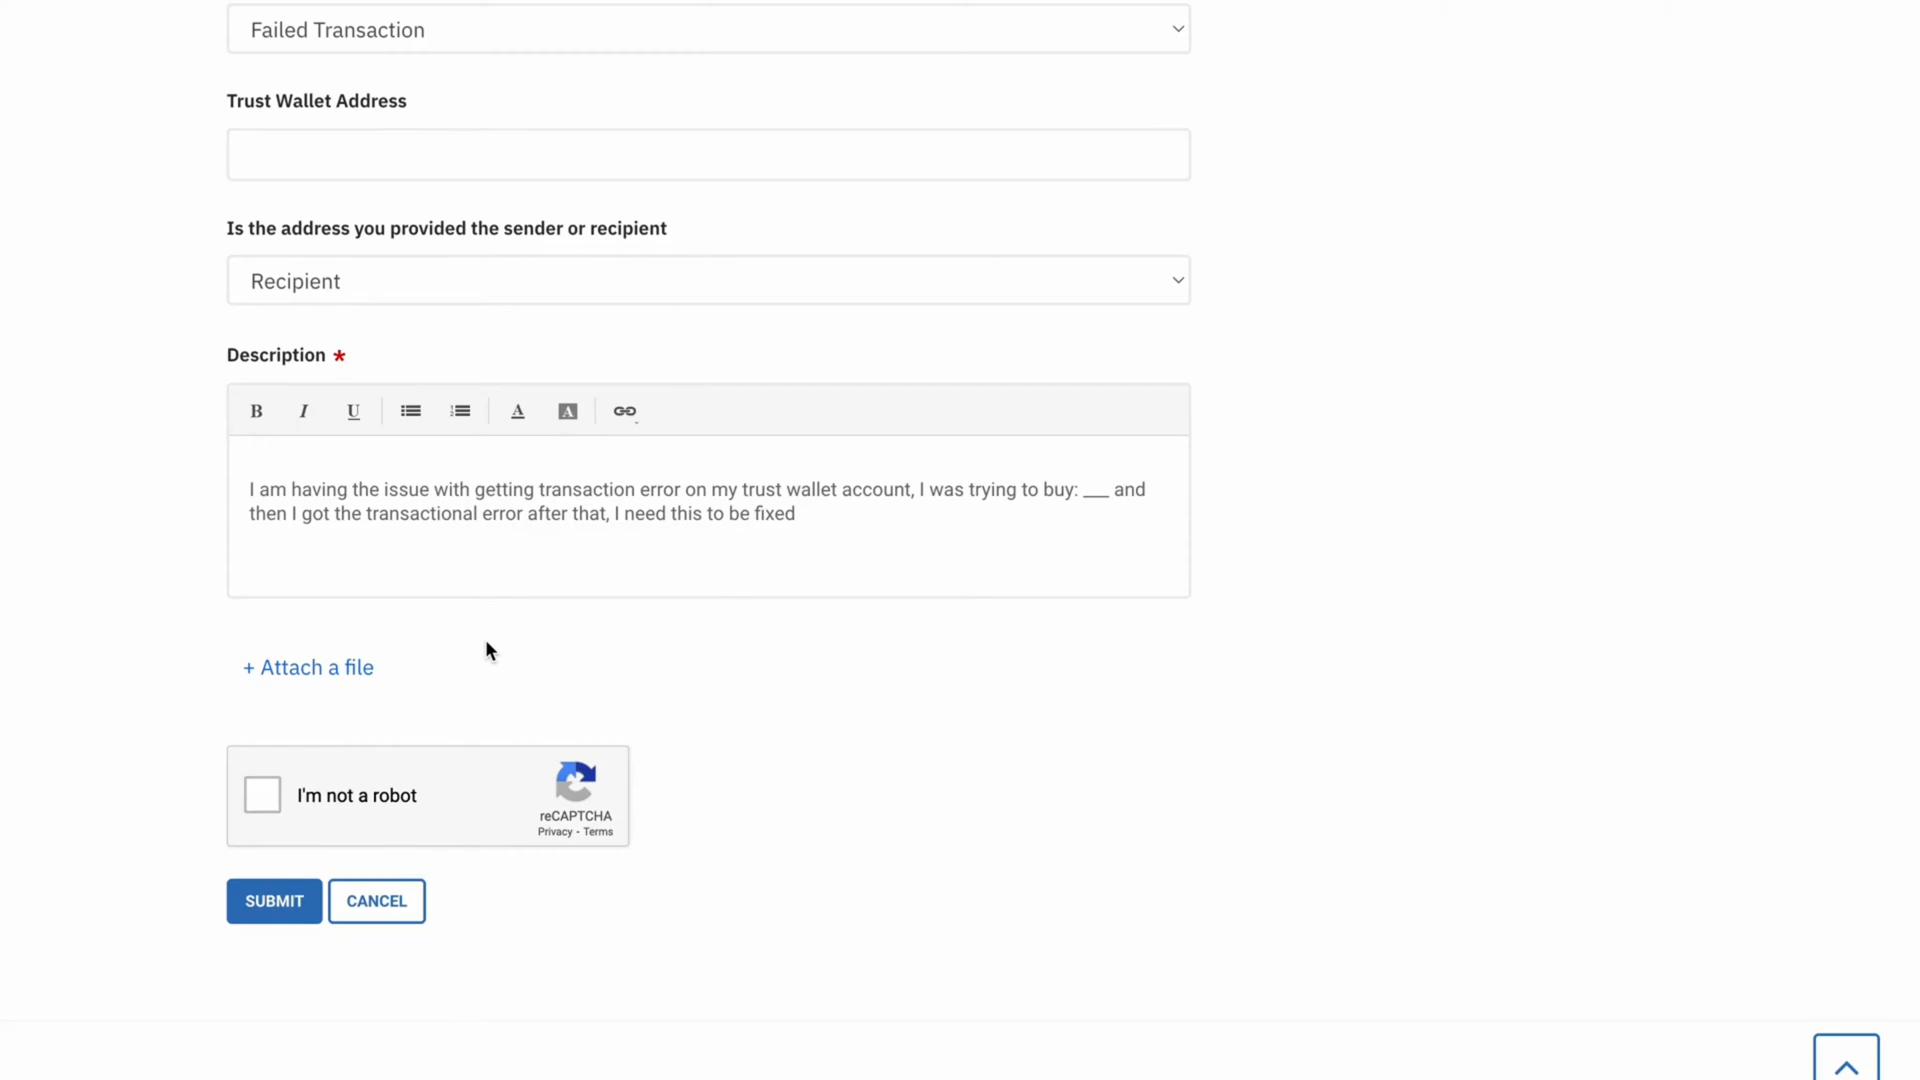 Failed Transaction
Trust Wallet Address
Is the address you provided the sender or recipient
Recipient
Description *
B I U A A
I am having the issue with getting transaction error on my trust wallet account, I was trying to buy: ___ and
then I got the transactional error after that, I need this to be fixed
+ Attach a file
I'm not a robot
reCAPTCHA
Privacy - Terms
SUBMIT CANCEL